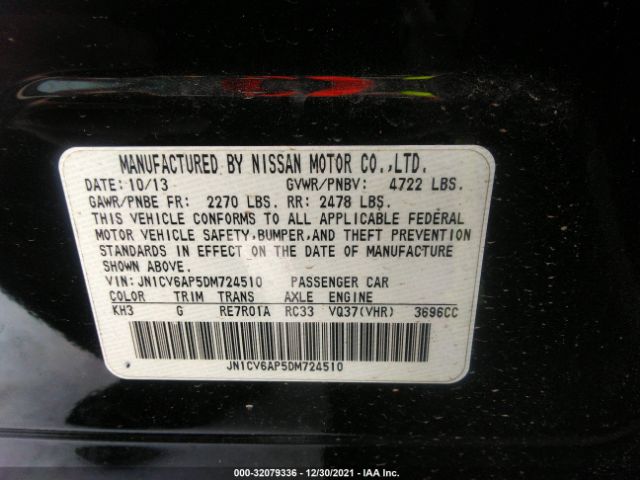 MANUFACTURED BY NISSAN MOTOR CO.,LTD.
DATE: 10/13 GVWR/PNBV: 4722 LBS.
GAWR/PNBE FR: 2270 LBS. RR: 2478 LBS.
THIS VEHICLE CONFORMS TO ALL APPLICABLE FEDERAL
MOTOR VEHICLE SAFETY,BUMPER,AND THEFT PREVENTION
STANDARDS IN EFFECT ON THE DATE OF MANUFACTURE
SHOWN ABOVE.
VIN: JN1CV6AP5DM724510 PASSENGER CAR
COLOR TRIM TRANS AXLE ENGINE
KH3 G RE7R01A RC33 VQ37(VHR) 3696CC
JN1CV6AP5DM724510
000-32079336 - 12/30/2021 - IAA Inc.